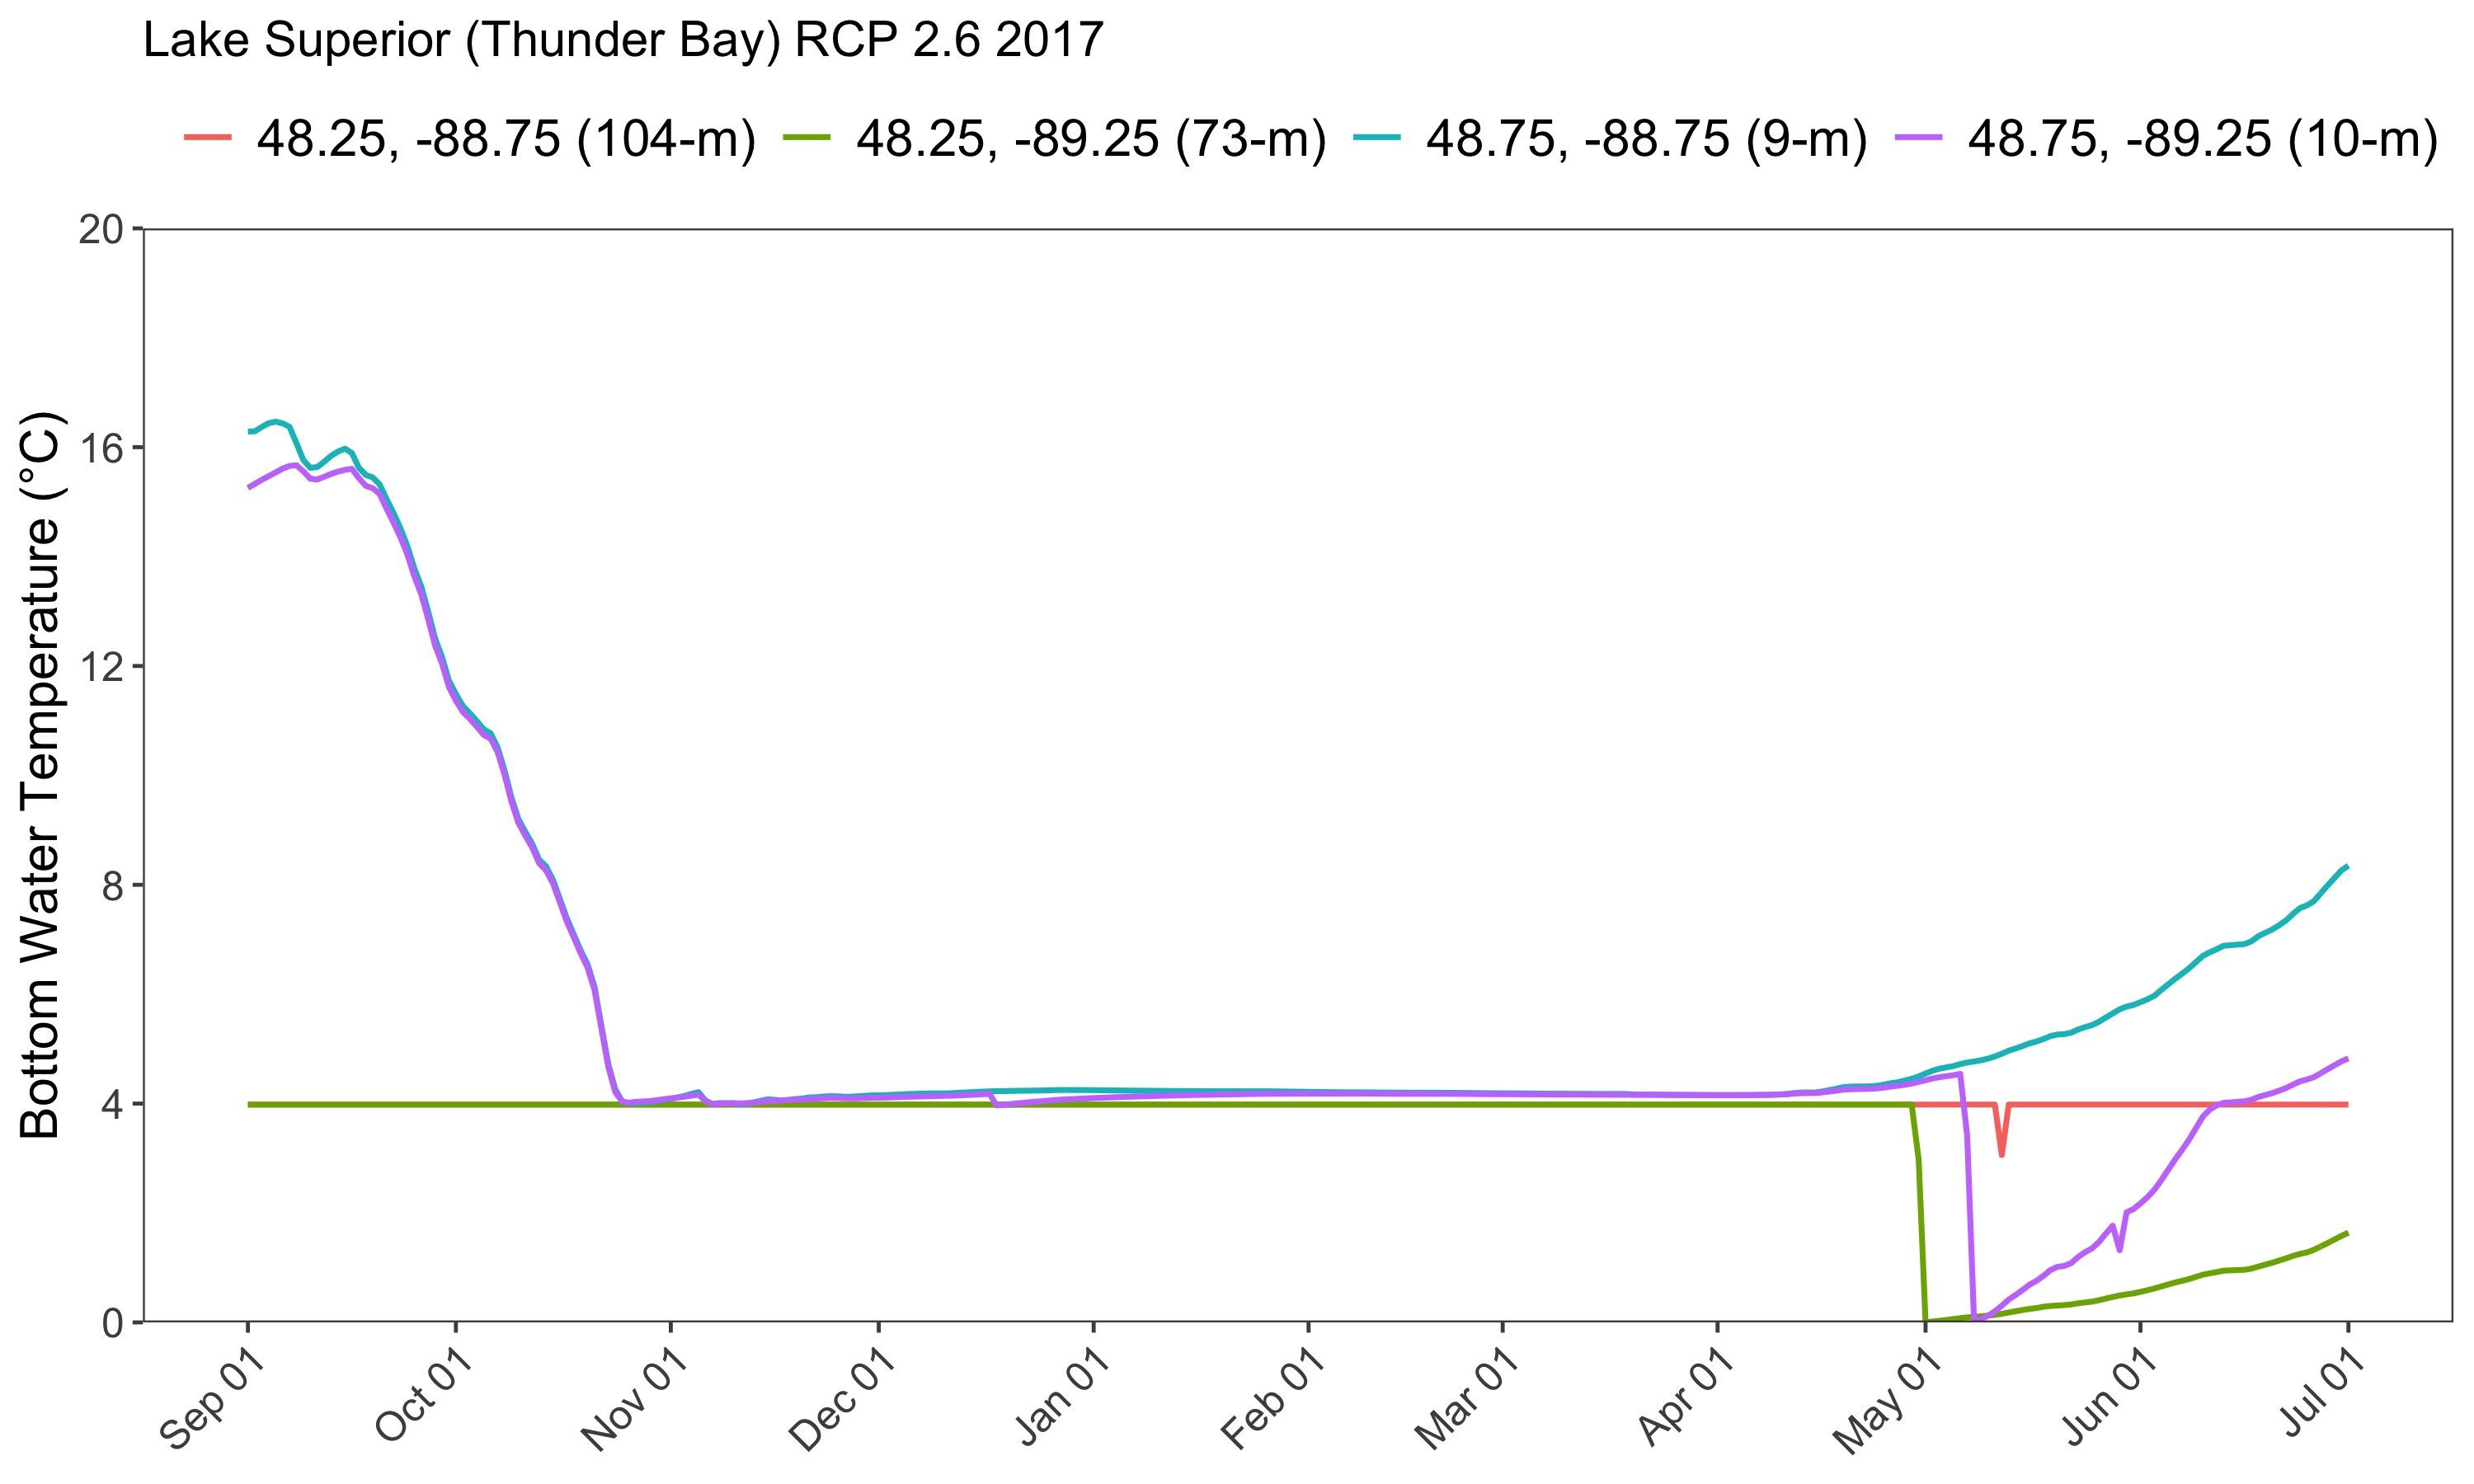 Lake Superior (Thunder Bay) RCP 2.6 2017
48.25, -88.75 (104-m) 48.25, -89.25 (73-m) 48.75, -88.75 (9-m) 48.75, -89.25 (10-m)
Bottom Water Temperature (°C)
20
16
12
8
4
0
Sep 01
Oct 01
Nov 01
Dec 01
Jan 01
Feb 01
Mar 01
Apr 01
May 01
Jun 01
Jul 01